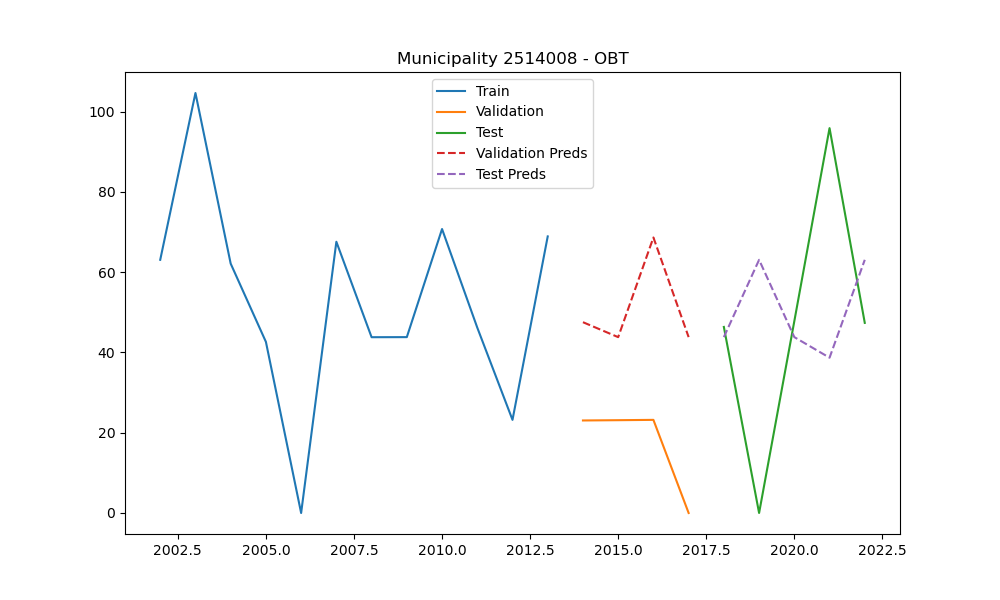 Municipality 2514008 - OBT
Train
Validation
Test
Validation Preds
Test Preds
100
80
60
40
20
0
2002.5 2005.0 2007.5 2010.0 2012.5 2015.0 2017.5 2020.0 2022.5